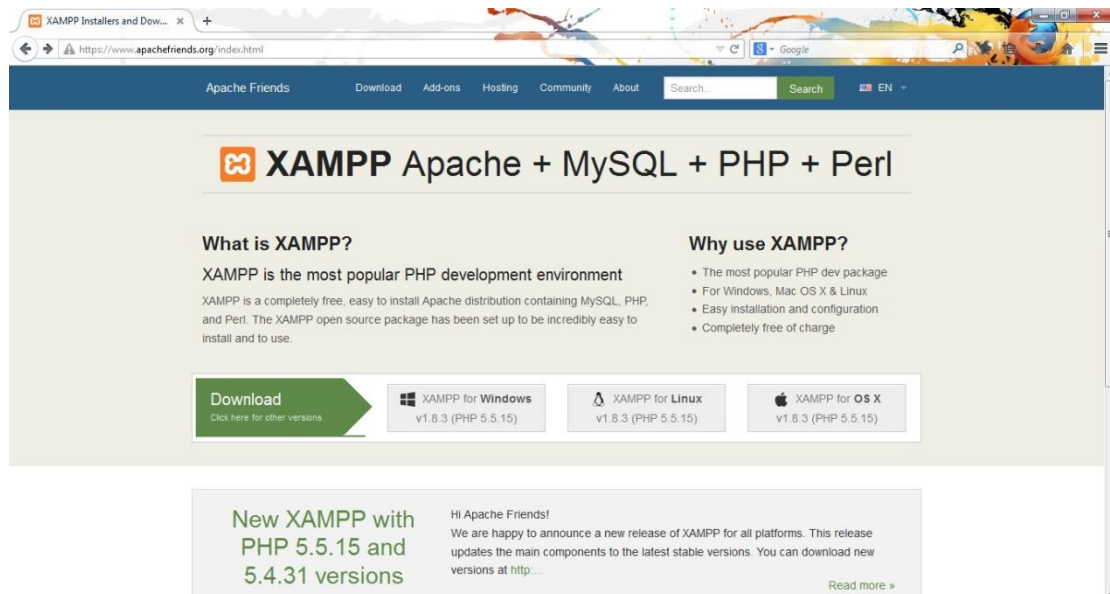 XAMPP Installers and Dow...
https://www.apachefriends.org/index.html
Google
Apache Friends
Download
Add-ons
Hosting
Community
About
Search..
Search
EN
XAMPP Apache + MySQL + PHP + Perl
What is XAMPP?
XAMPP is the most popular PHP development environment
XAMPP is a completely free, easy to install Apache distribution containing MySQL, PHP,
and Perl. The XAMPP open source package has been set up to be incredibly easy to
install and to use.
Why use XAMPP?
The most popular PHP dev package
For Windows, Mac OS X & Linux
Easy installation and configuration
Completely free of charge
Download
Click here for other versions
XAMPP for Windows
v1.8.3 (PHP 5.5.15)
XAMPP for Linux
v1.8.3 (PHP 5.5.15)
XAMPP for OS X
v1.8.3 (PHP 5.5.15)
New XAMPP with
PHP 5.5.15 and
5.4.31 versions
Hi Apache Friends!
We are happy to announce a new release of XAMPP for all platforms. This release
updates the main components to the latest stable versions. You can download new
versions at http:...
Read more »